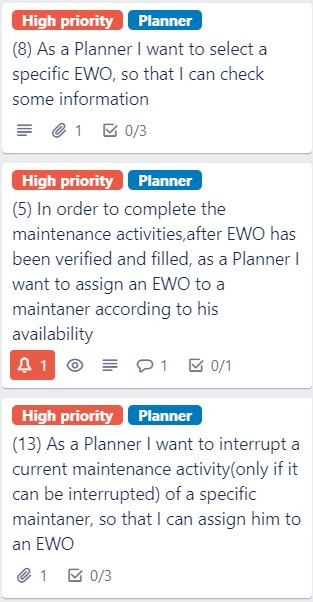 High priority Planner
(8) As a Planner I want to select a
specific EWO, so that I can check
some information
1 0/3
High priority Planner
(5) In order to complete the
maintenance activities,after EWO has
been verified and filled, as a Planner I
want to assign an EWO to a
maintaner according to his
availability
1 1 0/1
High priority Planner
(13) As a Planner I want to interrupt a
current maintenance activity(only if it
can be interrupted) of a specific
maintaner, so that I can assign him to
an EWO
1 0/3